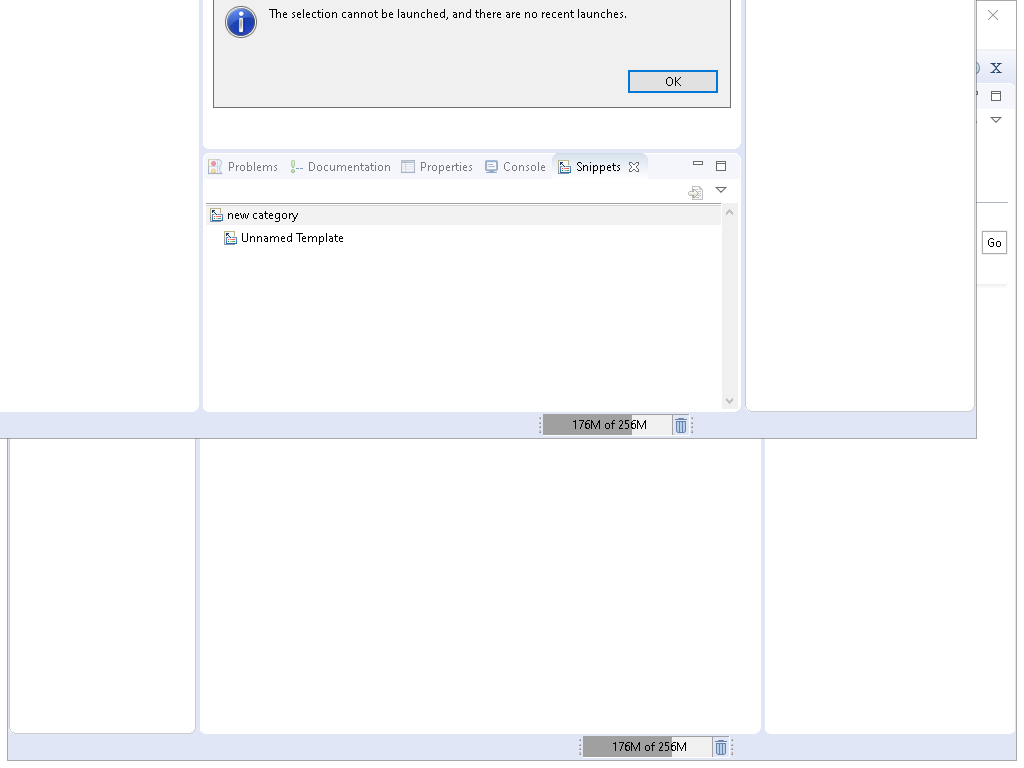 The selection cannot be launched, and there are no recent launches.
OK
Problems Documentation Properties Console Snippets
new category
Unnamed Template
Go
176M of 256M
176M of 256M